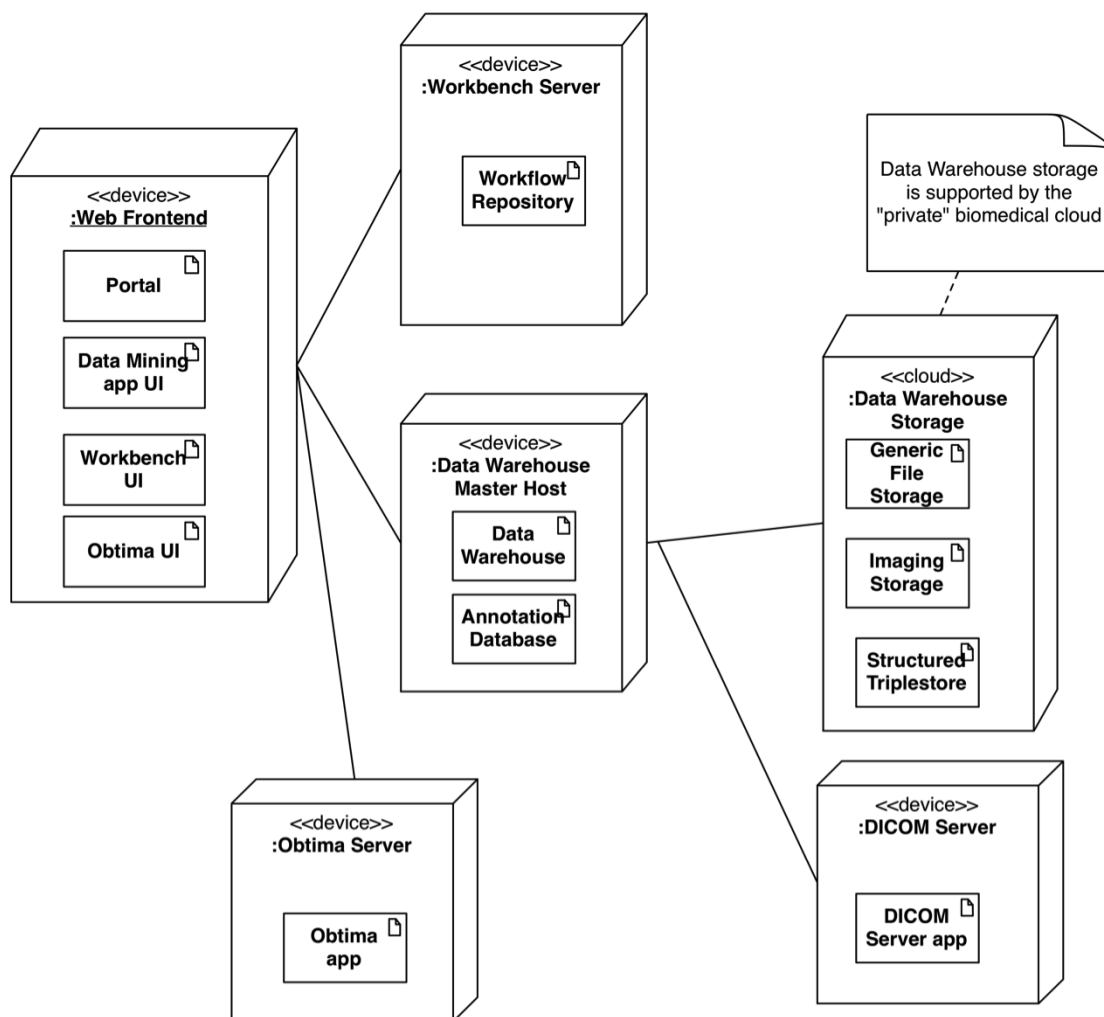 <<device>>
:Web Frontend
Portal
Data Mining
app UI
Workbench
UI
Obtima UI
<<device>>
:Workbench Server
Workflow
Repository
<<device>>
:Data Warehouse
Master Host
Data
Warehouse
Annotation
Database
<<device>>
:Obtima Server
Obtima
app
Data Warehouse storage
is supported by the
"private" biomedical cloud
<<cloud>>
:Data Warehouse
Storage
Generic
File
Storage
Imaging
Storage
Structured
Triplestore
<<device>>
:DICOM Server
DICOM
Server app